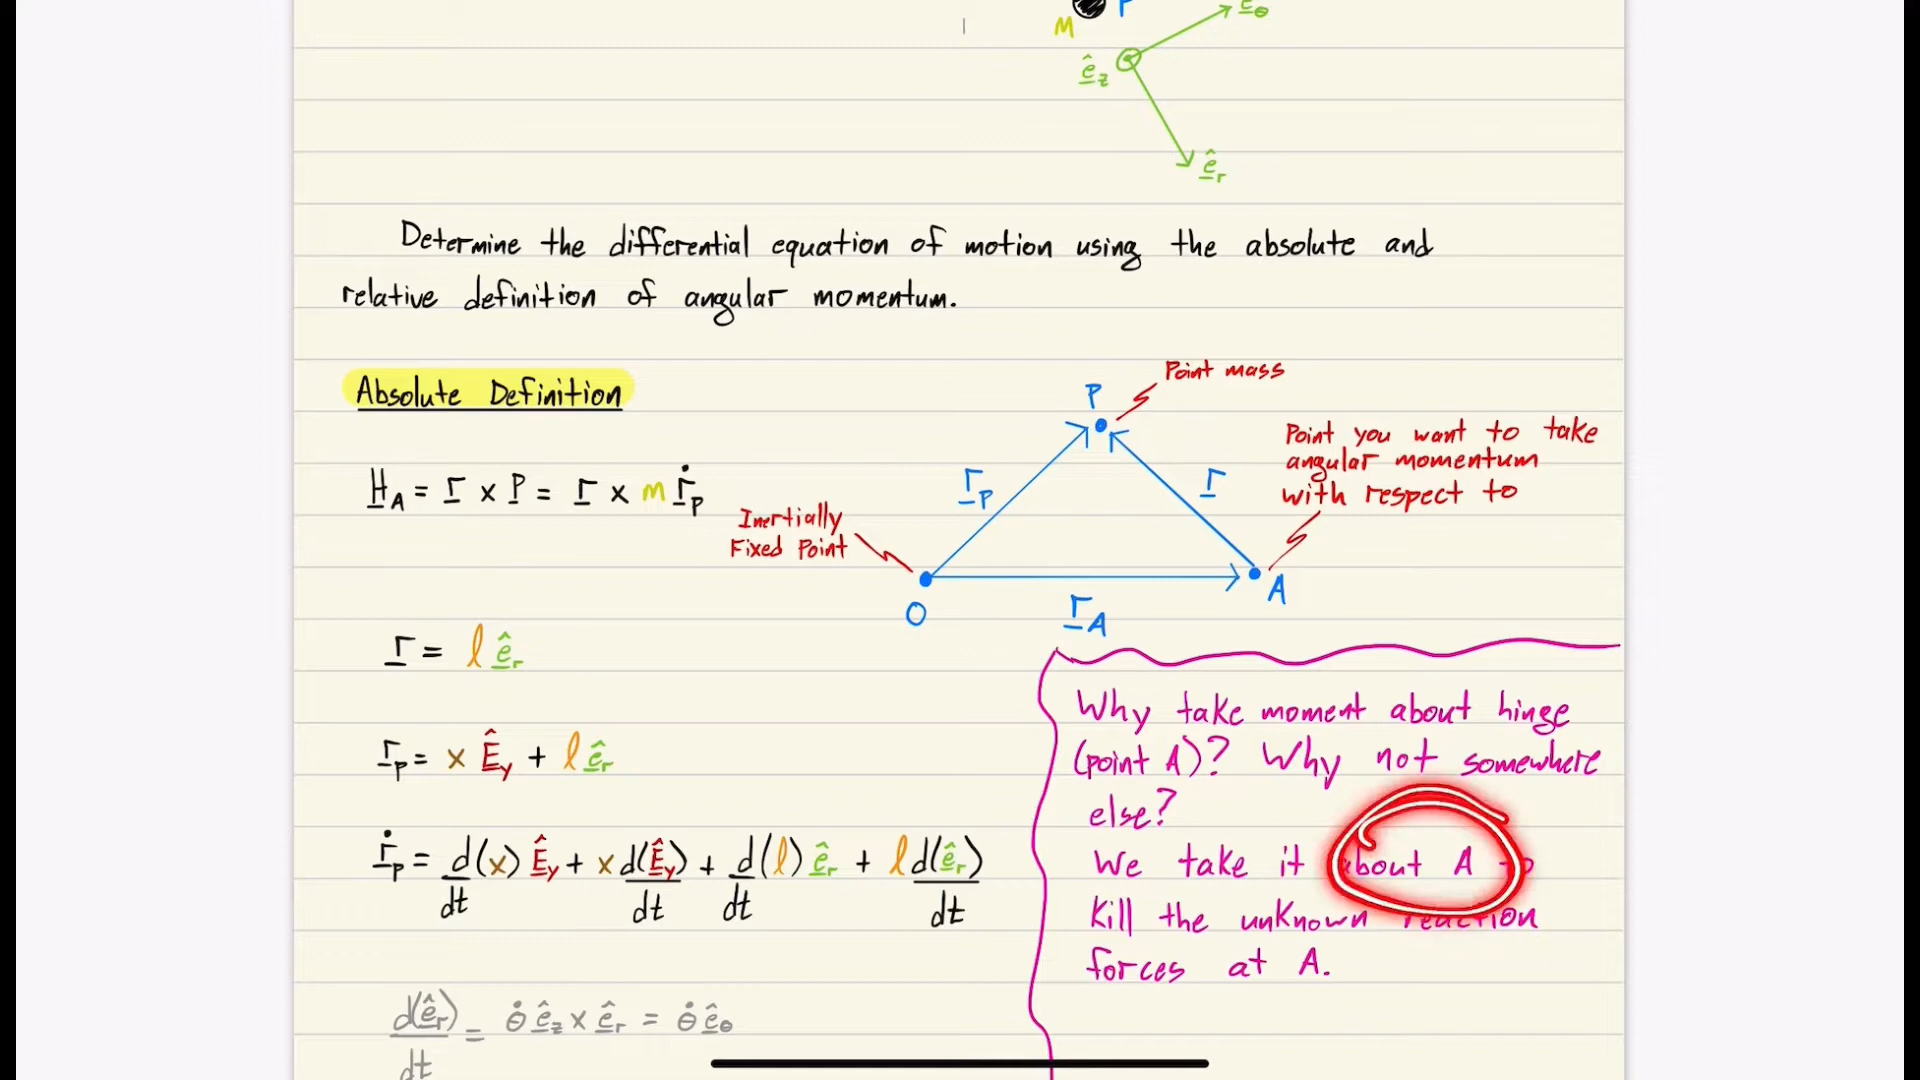 M P ê_θ
ê_z
ê_r
Determine the differential equation of motion using the absolute and
relative definition of angular momentum.
Absolute Definition
P Point mass
Point you want to take
angular momentum
with respect to
H_A = r × P = r × m ṙ_p
r_p r
Inertially
Fixed Point
O r_A A
r = l ê_r
r_p = x Ê_y + l ê_r
ṙ_p = d(x)/dt Ê_y + x d(Ê_y)/dt + d(l)/dt ê_r + l d(ê_r)/dt
d(ê_r)/dt = θ̇ ê_z × ê_r = θ̇ ê_θ
Why take moment about hinge
(point A)? Why not somewhere
else?
We take it about A to
Kill the unknown reaction
forces at A.